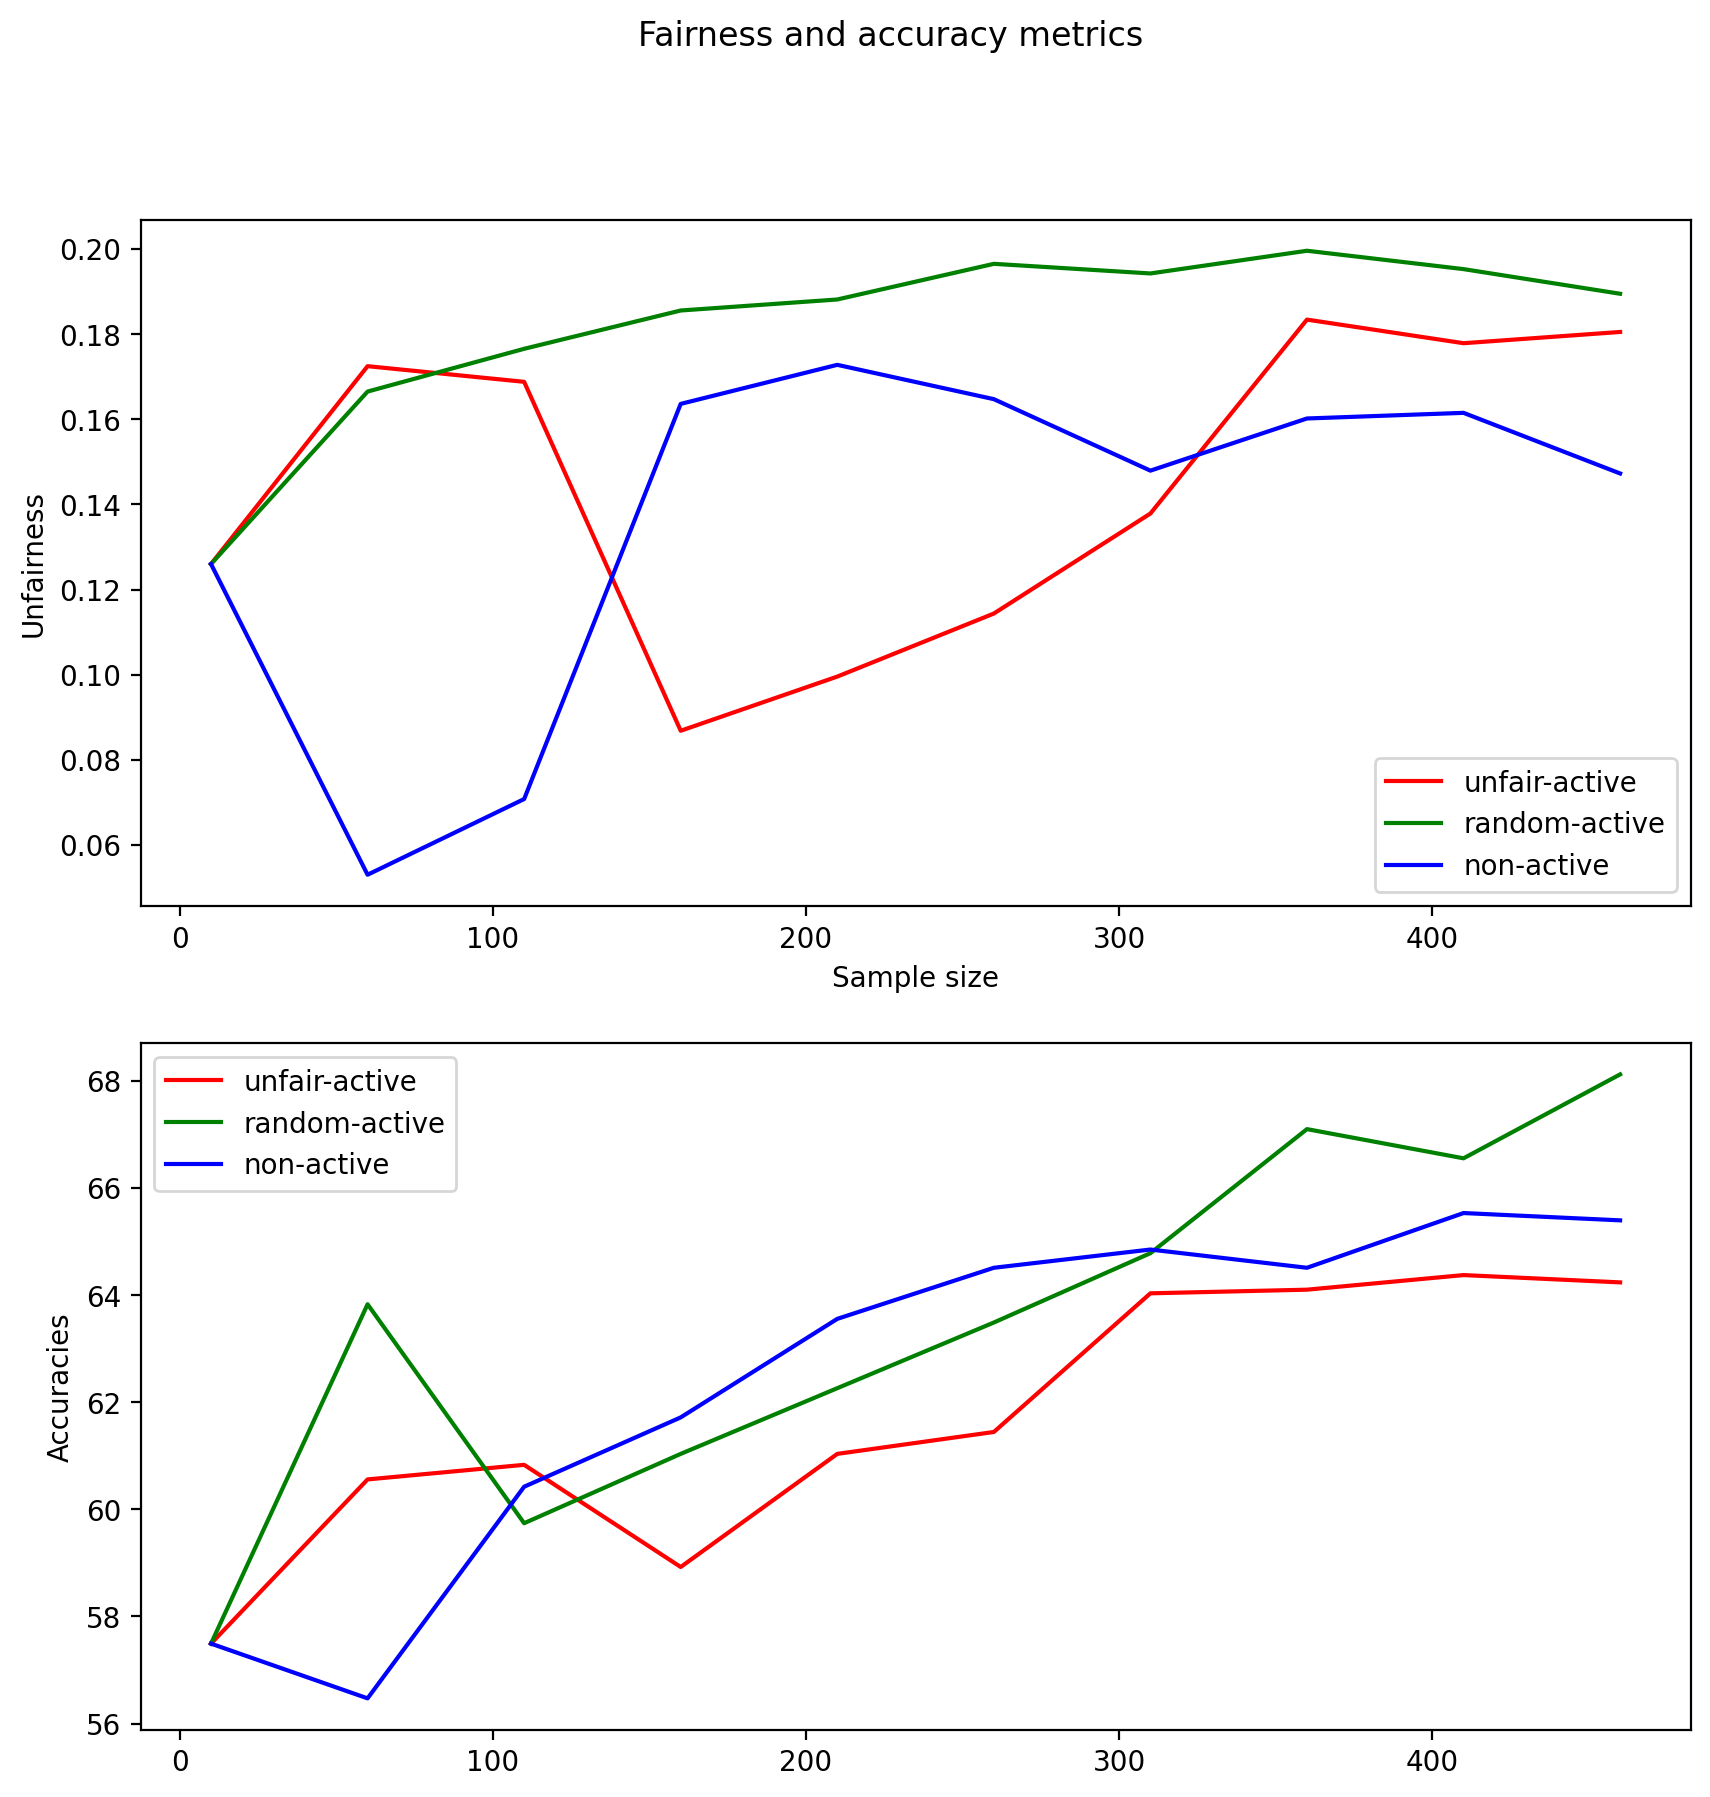 Fairness and accuracy metrics
0.20
0.18
0.16
0.14
0.12
0.10
0.08
0.06
Unfairness
unfair-active
random-active
non-active
0 100 200 300 400
Sample size
68
66
64
62
60
58
56
Accuracies
unfair-active
random-active
non-active
0 100 200 300 400